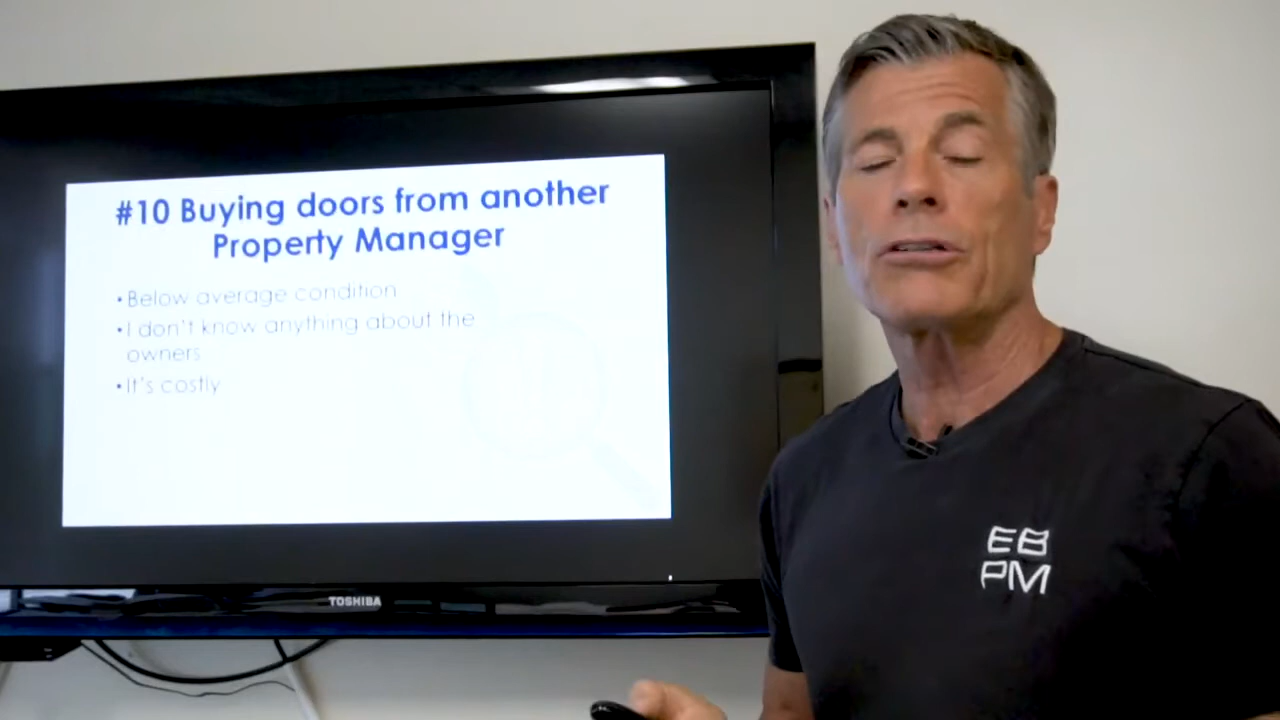 #10 Buying doors from another
Property Manager
•Below average condition
•I don't know anything about the
owners
•It's costly
TOSHIBA
EB
PM